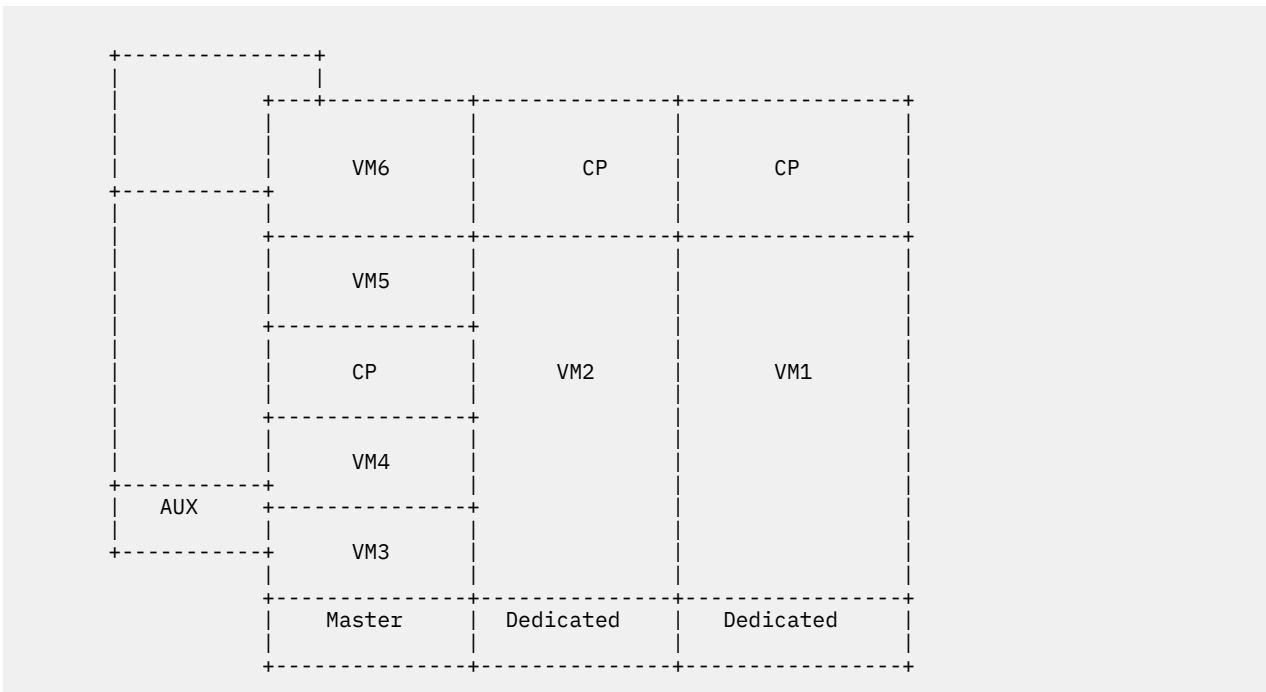 VM6 CP CP
VM5
CP VM2 VM1
VM4
AUX
VM3
Master Dedicated Dedicated